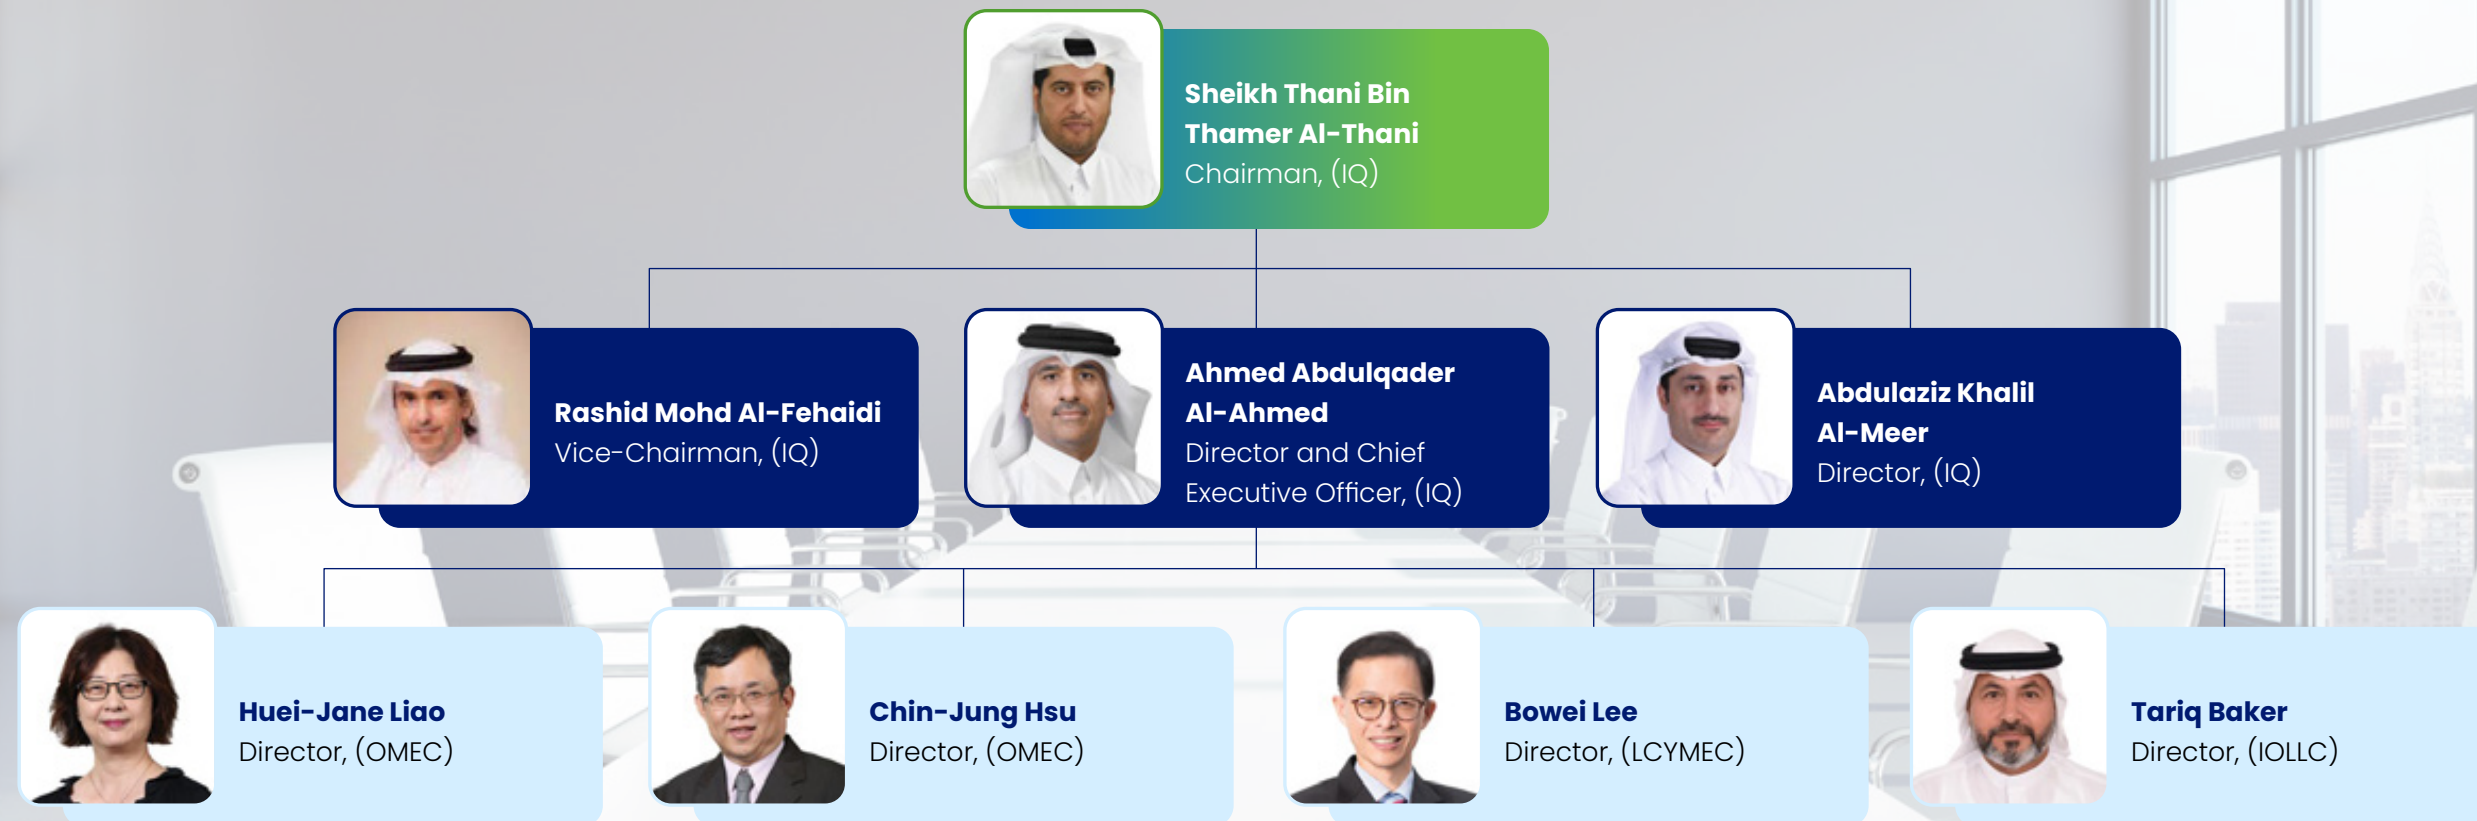 Sheikh Thani Bin
Thamer Al-Thani
Chairman, (IQ)
Rashid Mohd Al-Fehaidi
Vice-Chairman, (IQ)
Ahmed Abdulqader
Al-Ahmed
Director and Chief
Executive Officer, (IQ)
Abdulaziz Khalil
Al-Meer
Director, (IQ)
Huei-Jane Liao
Director, (OMEC)
Chin-Jung Hsu
Director, (OMEC)
Bowei Lee
Director, (LCYMEC)
Tariq Baker
Director, (IOLLC)